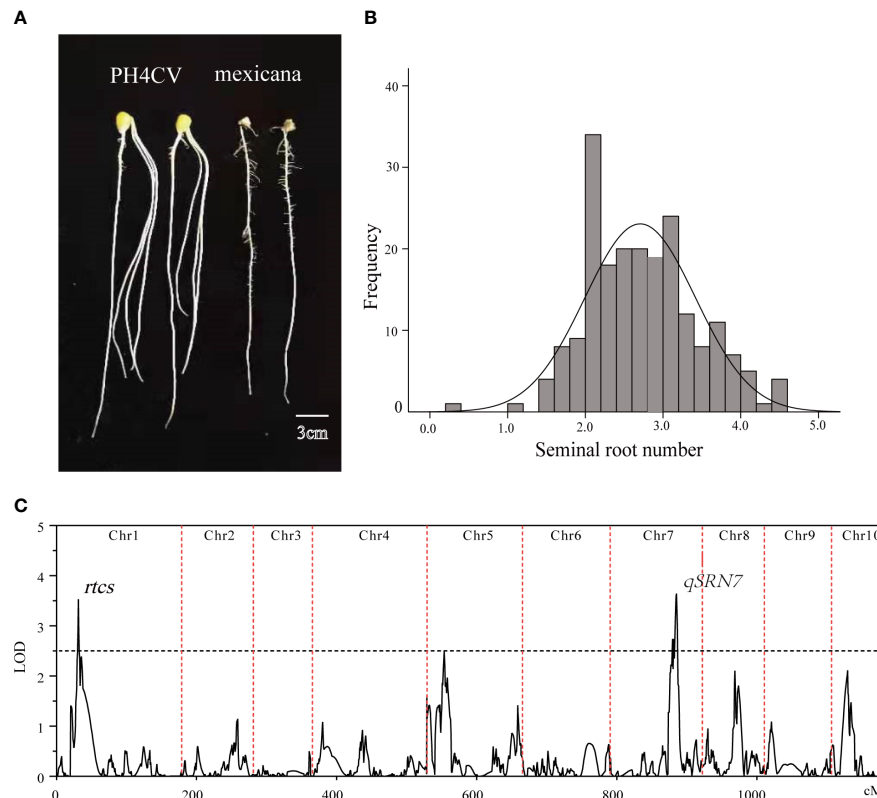 A
B
PH4CV mexicana
3cm
Frequency
40
30
20
10
0
0.0 1.0 2.0 3.0 4.0 5.0
Seminal root number
C
Chr1 Chr2 Chr3 Chr4 Chr5 Chr6 Chr7 Chr8 Chr9 Chr10
rtcs
qSRN7
LOD
5
4
3
2
1
0
0 200 400 600 800 1000 cM